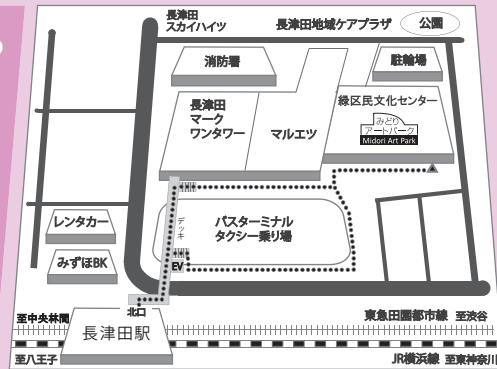 長津田
スカイハイツ
長津田地域ケアプラザ
公園
消防署
駐輪場
長津田
マーク
ワンタワー
マルエツ
緑区民文化センター
みどり
アートパーク
Midori Art Park
レンタカー
デッキ
バスターミナル
タクシー乗り場
みずほBK
EV
北口
至中央林間
東急田園都市線 至渋谷
長津田駅
至八王子
JR横浜線 至東神奈川